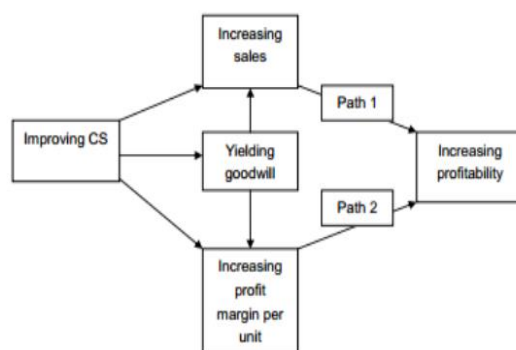 Increasing
sales
Path 1
Improving CS
Yielding
goodwill
Increasing
profitability
Path 2
Increasing
profit
margin per
unit